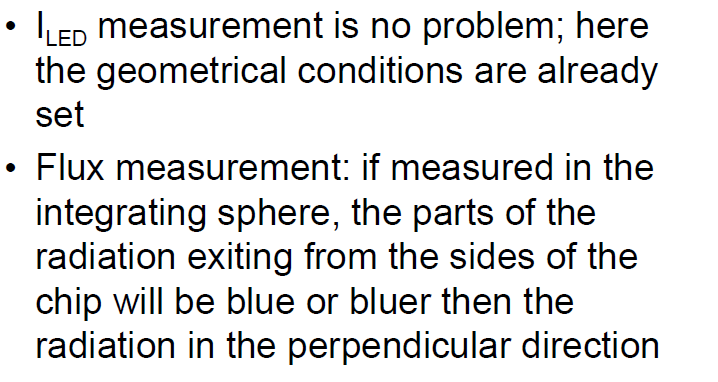 • I_LED measurement is no problem; here
the geometrical conditions are already
set
• Flux measurement: if measured in the
integrating sphere, the parts of the
radiation exiting from the sides of the
chip will be blue or bluer then the
radiation in the perpendicular direction